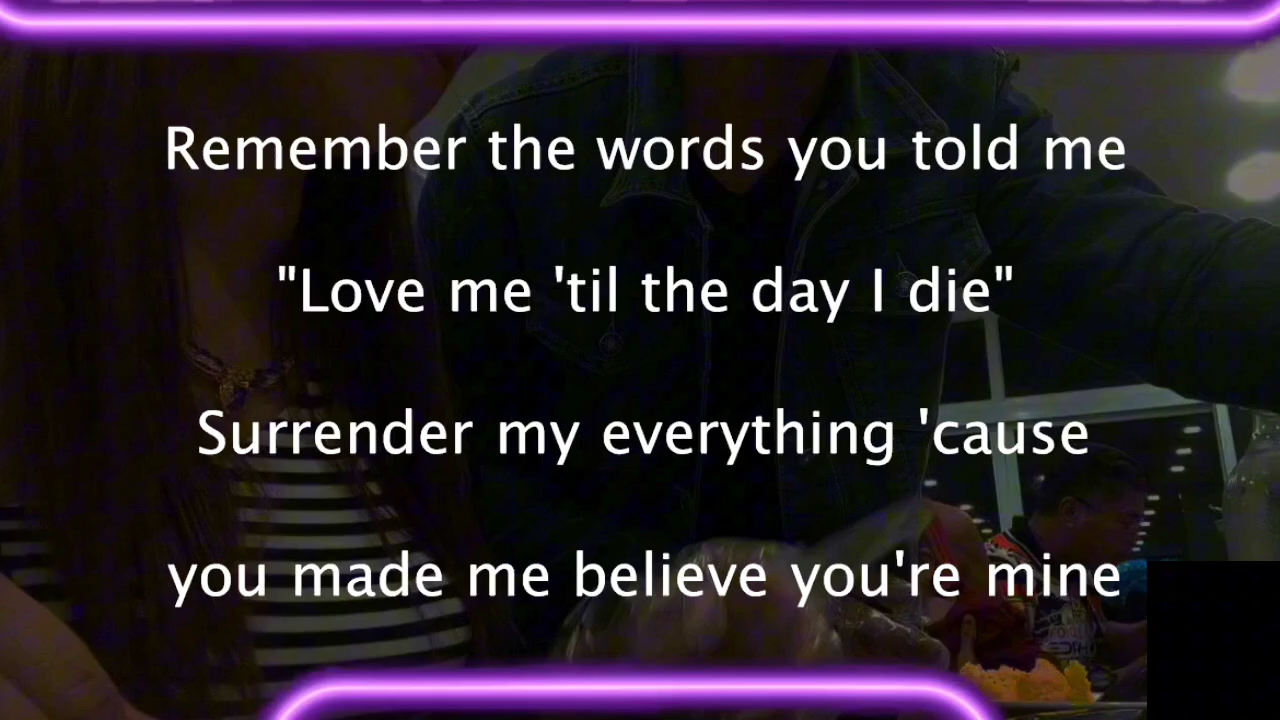 Remember the words you told me
"Love me 'til the day I die"
Surrender my everything 'cause
you made me believe you're mine